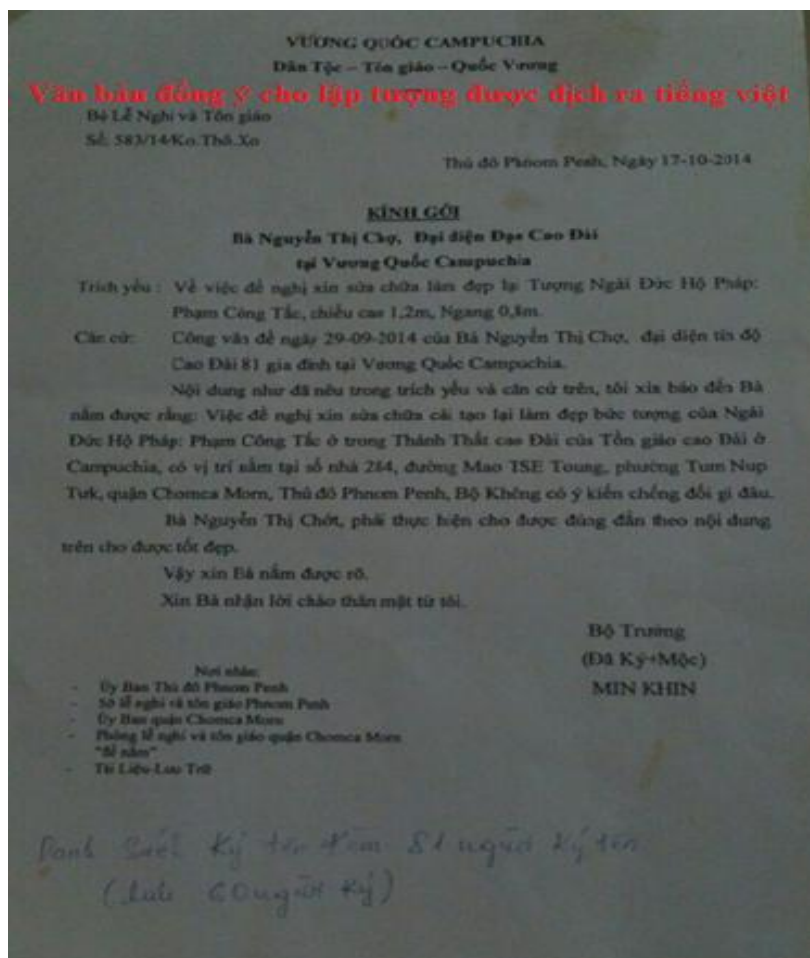 VƯƠNG QUỐC CAMPUCHIA
Dân Tộc – Tôn giáo – Quốc Vương
Văn bản đồng ý cho lập tượng được dịch ra tiếng việt
Bộ Lễ Nghi và Tôn giáo
Số: 583/14/Ko.Thô.Xo
Thủ đô Phnom Penh, Ngày 17-10-2014
KÍNH GỞI
Bà Nguyễn Thị Chợ, Đại diện Đạo Cao Đài
tại Vương Quốc Campuchia
Trích yếu : Về việc đề nghị xin sửa chữa làm đẹp lại Tượng Ngài Đức Hộ Pháp:
Phạm Công Tắc, chiều cao 1,2m, Ngang 0,8m.
Căn cứ: Công văn đề ngày 29-09-2014 của Bà Nguyễn Thị Chợ, đại diện tín đồ
Cao Đài 81 gia đình tại Vương Quốc Campuchia.
Nội dung như đã nêu trong trích yếu và căn cứ trên, tôi xin báo đến Bà
nắm được rằng: Việc đề nghị xin sửa chữa cải tạo lại làm đẹp bức tượng của Ngài
Đức Hộ Pháp: Phạm Công Tắc ở trong Thánh Thất cao Đài của Tôn giáo cao Đài ở
Campuchia, có vị trí nằm tại số nhà 284, đường Mao TSE Toung, phường Tum Nup
Tưk, quận Chomca Morn, Thủ đô Phnom Penh, Bộ Không có ý kiến chống đối gì đâu.
Bà Nguyễn Thị Chớt, phải thực hiện cho được đúng đắn theo nội dung
trên cho được tốt đẹp.
Vậy xin Bà nắm được rõ.
Xin Bà nhận lời chào thân mật từ tôi.
Bộ Trưởng
(Đã Ký+Mộc)
MIN KHIN
Nơi nhận:
- Ủy Ban Thủ đô Phnom Penh
- Sở lễ nghi và tôn giáo Phnom Penh
- Ủy Ban quận Chomca Morn
- Phòng lễ nghi và tôn giáo quận Chomca Morn
"để nắm"
- Tài Liệu-Lưu Trữ
Danh ký tên 81 người ký tên
60 người ký)